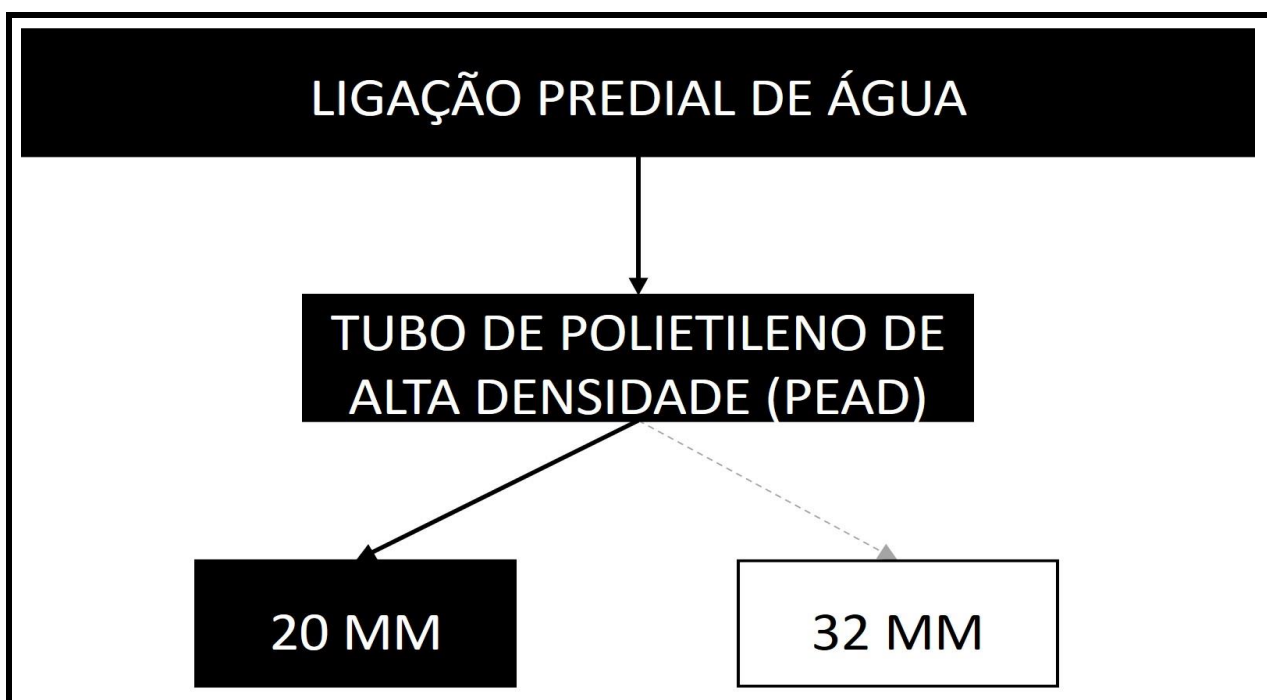 LIGAÇÃO PREDIAL DE ÁGUA
TUBO DE POLIETILENO DE
ALTA DENSIDADE (PEAD)
20 MM
32 MM